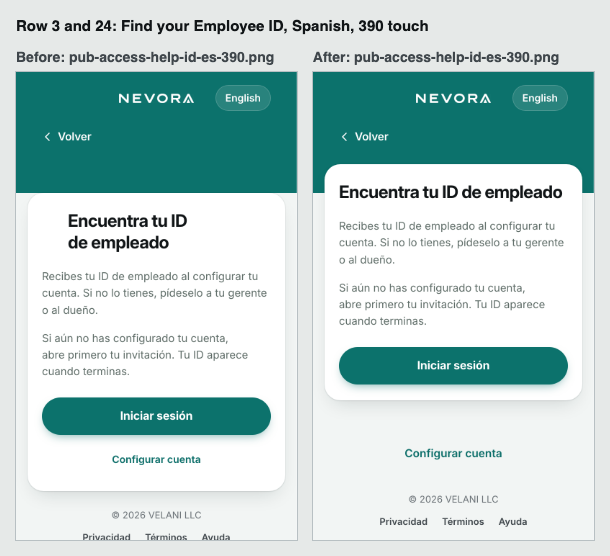 Row 3 and 24: Find your Employee ID, Spanish, 390 touch
Before: pub-access-help-id-es-390.png
NEVORA
English
Volver
Encuentra tu ID
de empleado
Recibes tu ID de empleado al configurar tu
cuenta. Si no lo tienes, pídeselo a tu gerente
o al dueño.
Si aún no has configurado tu cuenta,
abre primero tu invitación. Tu ID aparece
cuando terminas.
Iniciar sesión
Configurar cuenta
© 2026 VELANI LLC
Privacidad Términos Ayuda
After: pub-access-help-id-es-390.png
NEVORA
English
Volver
Encuentra tu ID de empleado
Recibes tu ID de empleado al configurar tu
cuenta. Si no lo tienes, pídeselo a tu gerente
o al dueño.
Si aún no has configurado tu cuenta,
abre primero tu invitación. Tu ID aparece
cuando terminas.
Iniciar sesión
Configurar cuenta
© 2026 VELANI LLC
Privacidad Términos Ayuda